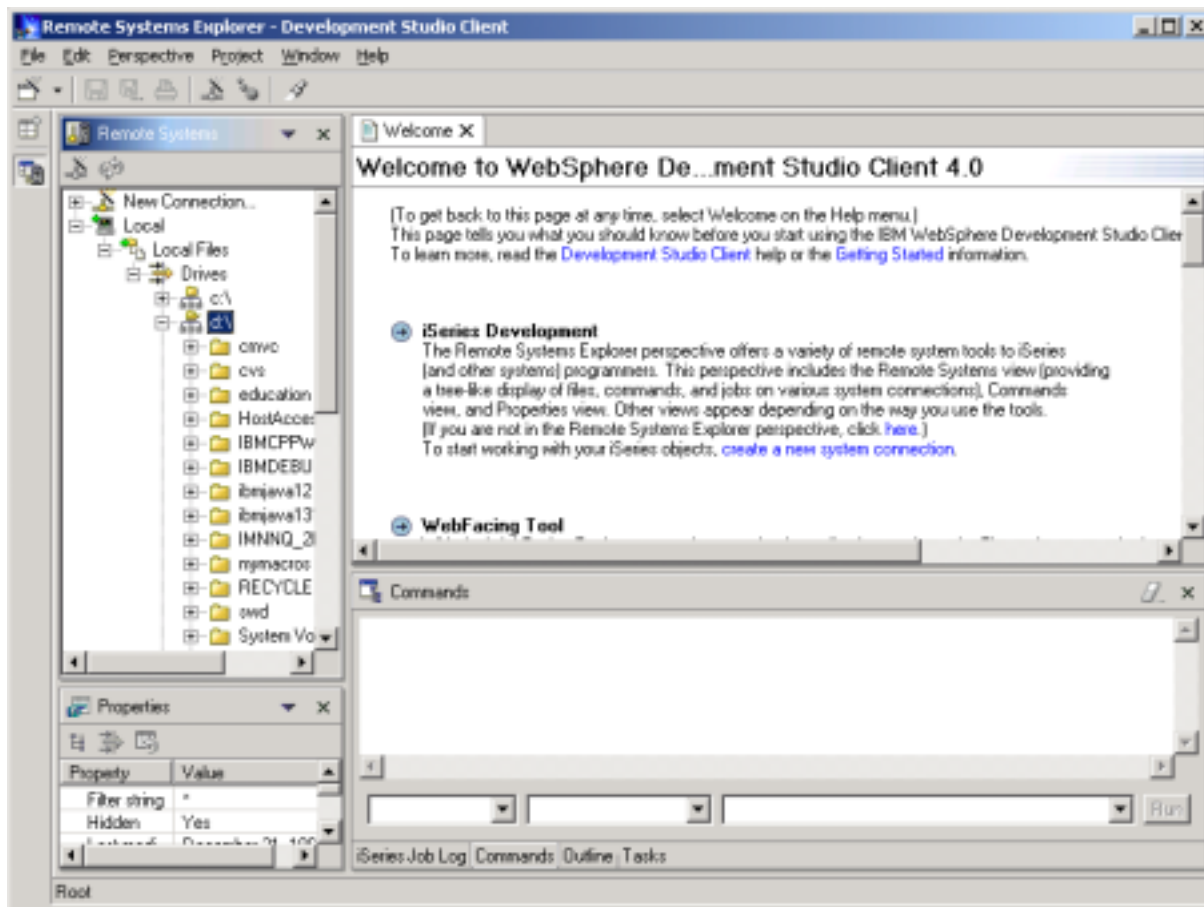 Remote Systems Explorer - Development Studio Client
File Edit Perspective Project Window Help
Remote Systems
New Connection...
Local
Local Files
Drives
c:\
d:\
cmvc
cvs
education
HostAcces
IBMCPPW
IBMDEBU
ibmjava12
ibmjava13
IMNNQ_2
mymacros
RECYCLE
swd
System Vo
Properties
Property Value
Filter string *
Hidden Yes
Welcome
Welcome to WebSphere De...ment Studio Client 4.0
(To get back to this page at any time, select Welcome on the Help menu.)
This page tells you what you should know before you start using the IBM WebSphere Development Studio Clier
To learn more, read the Development Studio Client help or the Getting Started information.
iSeries Development
The Remote Systems Explorer perspective offers a variety of remote system tools to iSeries
(and other systems) programmers. This perspective includes the Remote Systems view (providing
a tree-like display of files, commands, and jobs on various system connections), Commands
view, and Properties view. Other views appear depending on the way you use the tools.
(If you are not in the Remote Systems Explorer perspective, click here.)
To start working with your iSeries objects, create a new system connection.
WebFacing Tool
Commands
Run
iSeries Job Log Commands Outline Tasks
Root